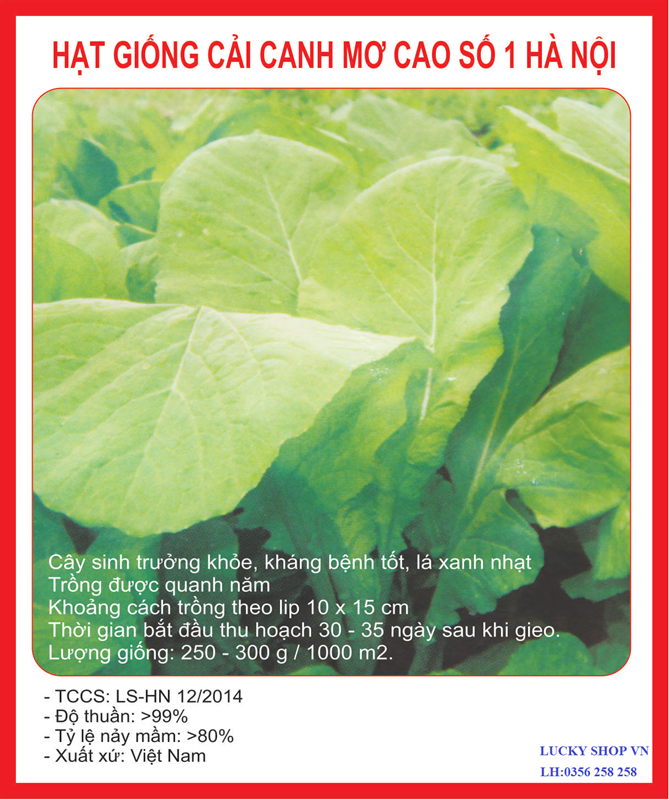 HẠT GIỐNG CẢI CANH MƠ CAO SỐ 1 HÀ NỘI
Cây sinh trưởng khỏe, kháng bệnh tốt, lá xanh nhạt
Trồng được quanh năm
Khoảng cách trồng theo lip 10 x 15 cm
Thời gian bắt đầu thu hoạch 30 - 35 ngày sau khi gieo.
Lượng giống: 250 - 300 g / 1000 m2.
- TCCS: LS-HN 12/2014
- Độ thuần: >99%
- Tỷ lệ nảy mầm: >80%
- Xuất xứ: Việt Nam
LUCKY SHOP VN
LH:0356 258 258